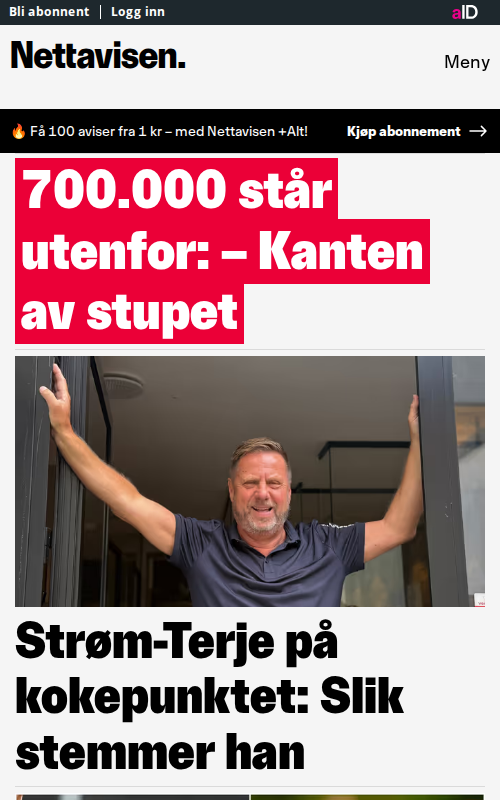 Bli abonnent | Logg inn
aID
Nettavisen.
Meny
🔥 Få 100 aviser fra 1 kr – med Nettavisen +Alt!
Kjøp abonnement →
700.000 står
utenfor: – Kanten
av stupet
Strøm-Terje på
kokepunktet: Slik
stemmer han